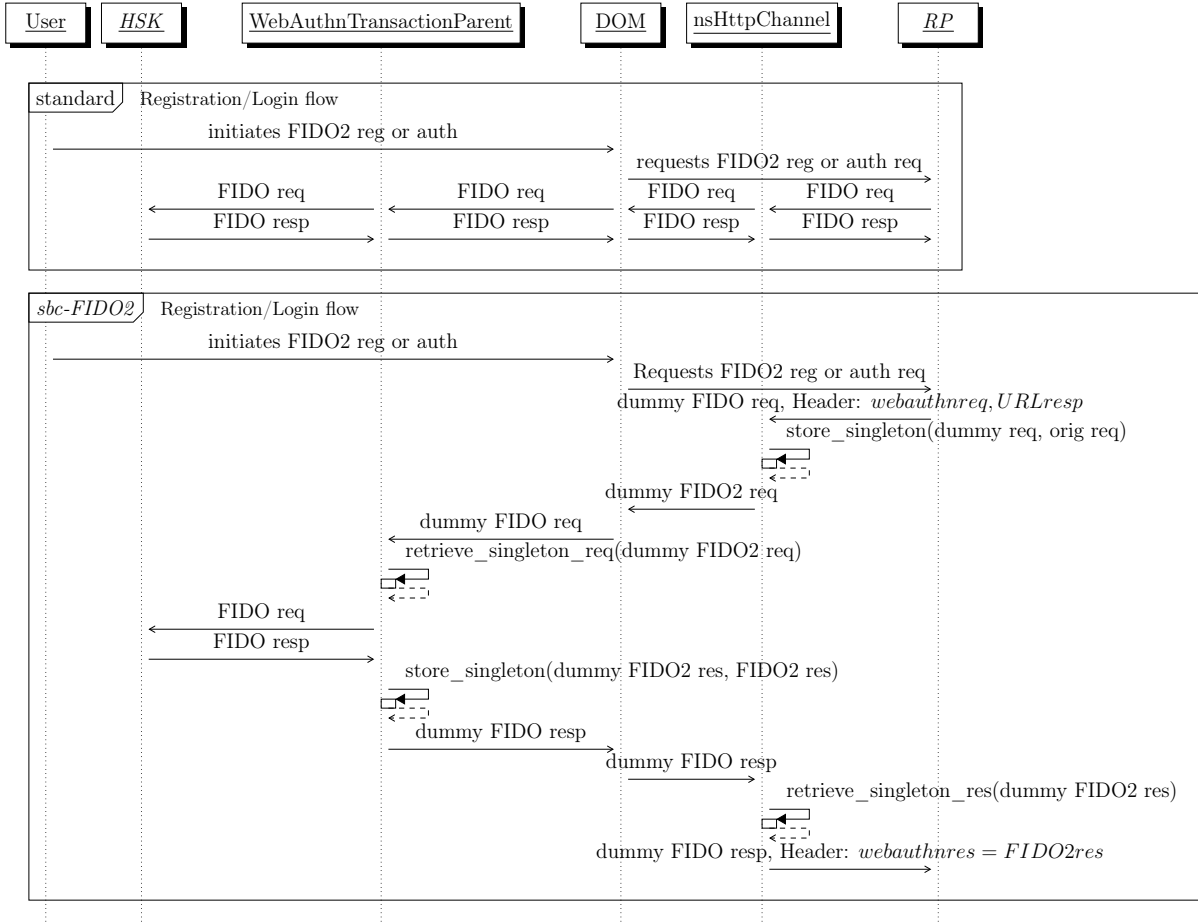 User HSK WebAuthnTransactionParent DOM nsHttpChannel RP
standard Registration/Login flow
initiates FIDO2 reg or auth
requests FIDO2 reg or auth req
FIDO req FIDO req FIDO req FIDO req
FIDO resp FIDO resp FIDO resp FIDO resp
sbc-FIDO2 Registration/Login flow
initiates FIDO2 reg or auth
Requests FIDO2 reg or auth req
dummy FIDO req, Header: webauthnreq, URLresp
store_singleton(dummy req, orig req)
dummy FIDO2 req
dummy FIDO req
retrieve_singleton_req(dummy FIDO2 req)
FIDO req
FIDO resp
store_singleton(dummy FIDO2 res, FIDO2 res)
dummy FIDO resp
dummy FIDO resp
retrieve_singleton_res(dummy FIDO2 res)
dummy FIDO resp, Header: webauthnres = FIDO2res